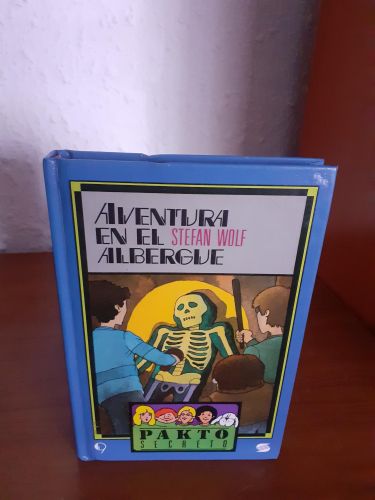 AVENTURA
EN EL STEFAN WOLF
ALBERGUE
PAKTO
SECRETO
S